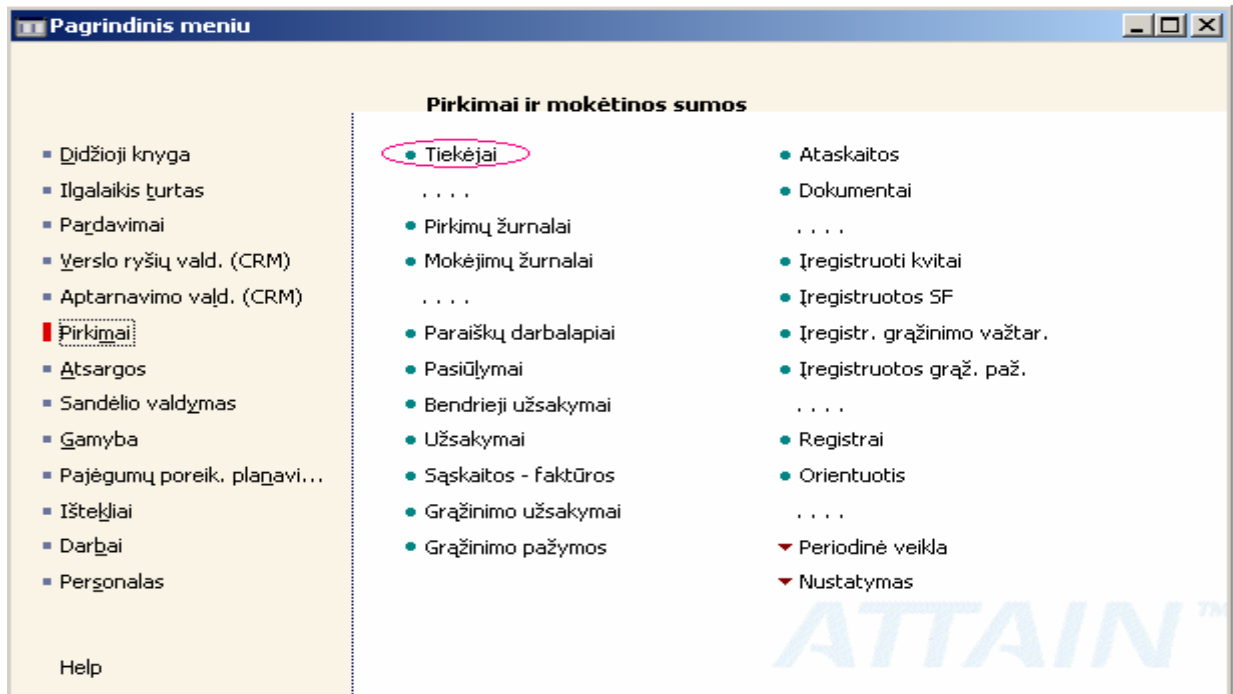 Pagrindinis meniu
Pirkimai ir mokėtinos sumos
Didžioji knyga
Ilgalaikis turtas
Pardavimai
Verslo ryšių vald. (CRM)
Aptarnavimo vald. (CRM)
Pirkimai
Atsargos
Sandėlio valdymas
Gamyba
Pajėgumų poreik. planavi...
Ištekliai
Darbai
Personalas
Help
Tiekėjai
. . . .
Pirkimų žurnalai
Mokėjimų žurnalai
. . . .
Paraiškų darbalapiai
Pasiūlymai
Bendrieji užsakymai
Užsakymai
Sąskaitos - faktūros
Grąžinimo užsakymai
Grąžinimo pažymos
Ataskaitos
Dokumentai
. . . .
Įregistruoti kvitai
Įregistruotos SF
Įregistr. grąžinimo važtar.
Įregistruotos grąž. paž.
. . . .
Registrai
Orientuotis
. . . .
Periodinė veikla
Nustatymas
ATTAIN™